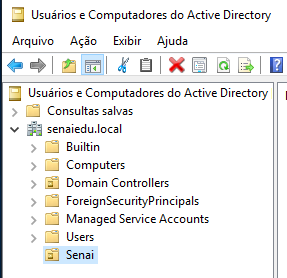 Usuários e Computadores do Active Directory
Arquivo Ação Exibir Ajuda
Usuários e Computadores do Active Directory
Consultas salvas
senaiedu.local
Builtin
Computers
Domain Controllers
ForeignSecurityPrincipals
Managed Service Accounts
Users
Senai